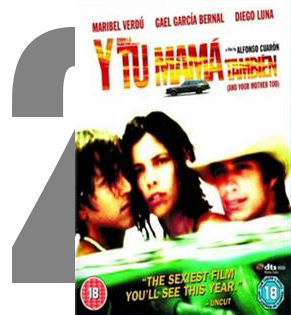 2
MARIBEL VERDÚ GAEL GARCÍA BERNAL DIEGO LUNA
a film by ALFONSO CUARÓN
Y TU MAMÁ
TAMBIÉN
(AND YOUR MOTHER TOO)
"THE SEXIEST FILM
YOU'LL SEE THIS YEAR."
- UNCUT
dts
18
18